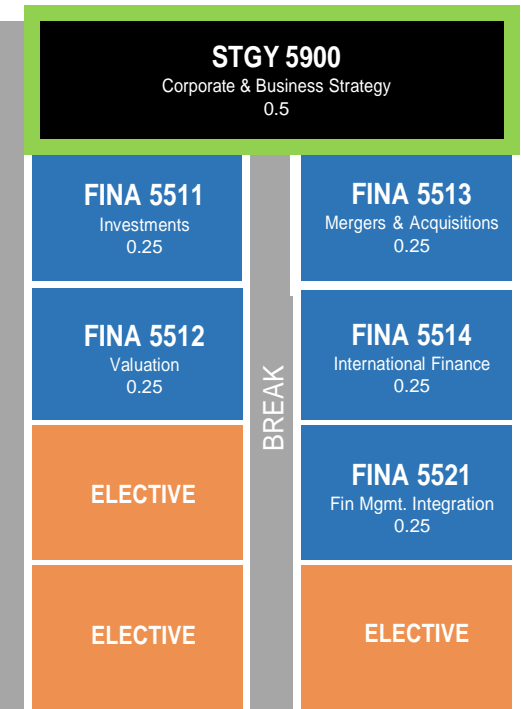 STGY 5900
Corporate & Business Strategy
0.5
FINA 5511
Investments
0.25
FINA 5512
Valuation
0.25
ELECTIVE
ELECTIVE
BREAK
FINA 5513
Mergers & Acquisitions
0.25
FINA 5514
International Finance
0.25
FINA 5521
Fin Mgmt. Integration
0.25
ELECTIVE